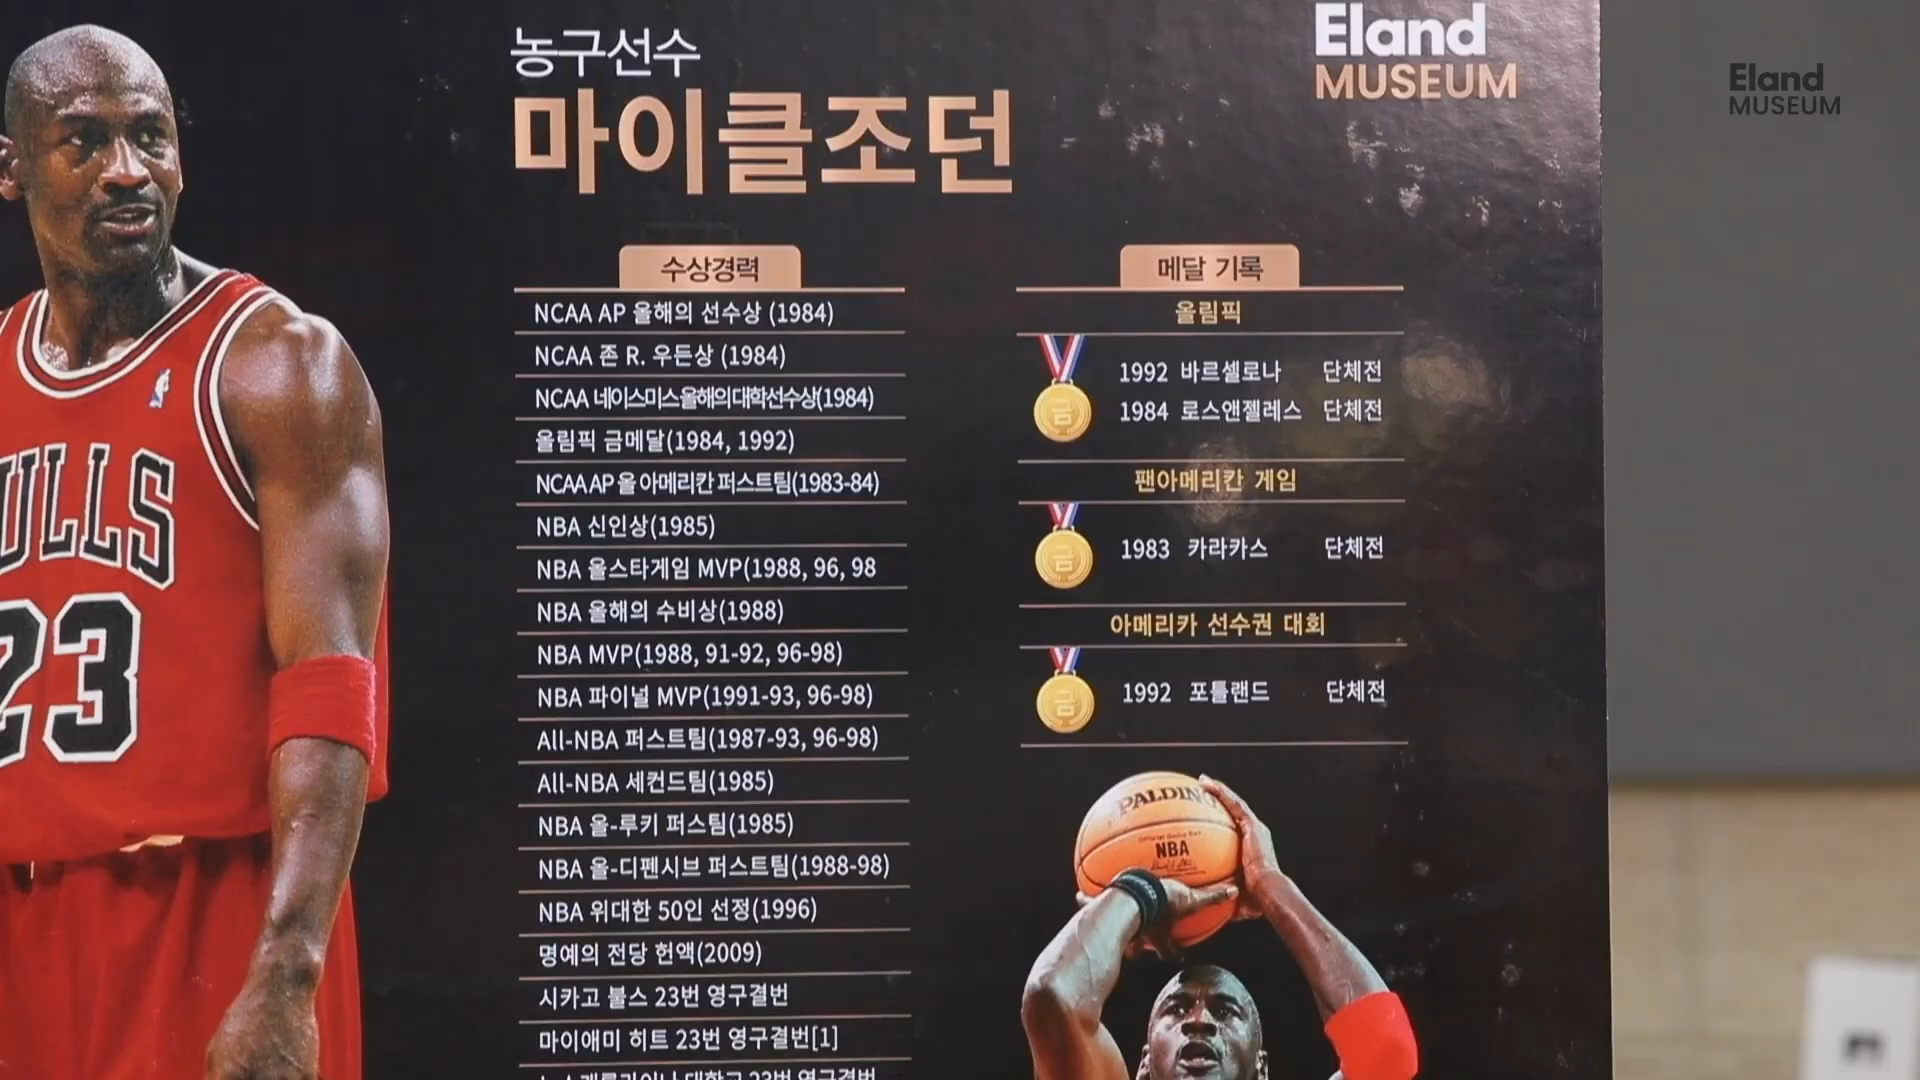 농구선수
마이클조던
Eland
MUSEUM
Eland
MUSEUM
수상경력
NCAA AP 올해의 선수상 (1984)
NCAA 존 R. 우든상 (1984)
NCAA 네이스미스올해의대학선수상(1984)
올림픽 금메달(1984, 1992)
NCAA AP 올 아메리칸 퍼스트팀(1983-84)
NBA 신인상(1985)
NBA 올스타게임 MVP(1988, 96, 98
NBA 올해의 수비상(1988)
NBA MVP(1988, 91-92, 96-98)
NBA 파이널 MVP(1991-93, 96-98)
All-NBA 퍼스트팀(1987-93, 96-98)
All-NBA 세컨드팀(1985)
NBA 올-루키 퍼스팀(1985)
NBA 올-디펜시브 퍼스트팀(1988-98)
NBA 위대한 50인 선정(1996)
명예의 전당 헌액(2009)
시카고 불스 23번 영구결번
마이애미 히트 23번 영구결번[1]
메달 기록
올림픽
금
1992 바르셀로나 단체전
1984 로스앤젤레스 단체전
팬아메리칸 게임
금
1983 카라카스 단체전
아메리카 선수권 대회
금
1992 포틀랜드 단체전
ULLS
23
PALDING
NBA